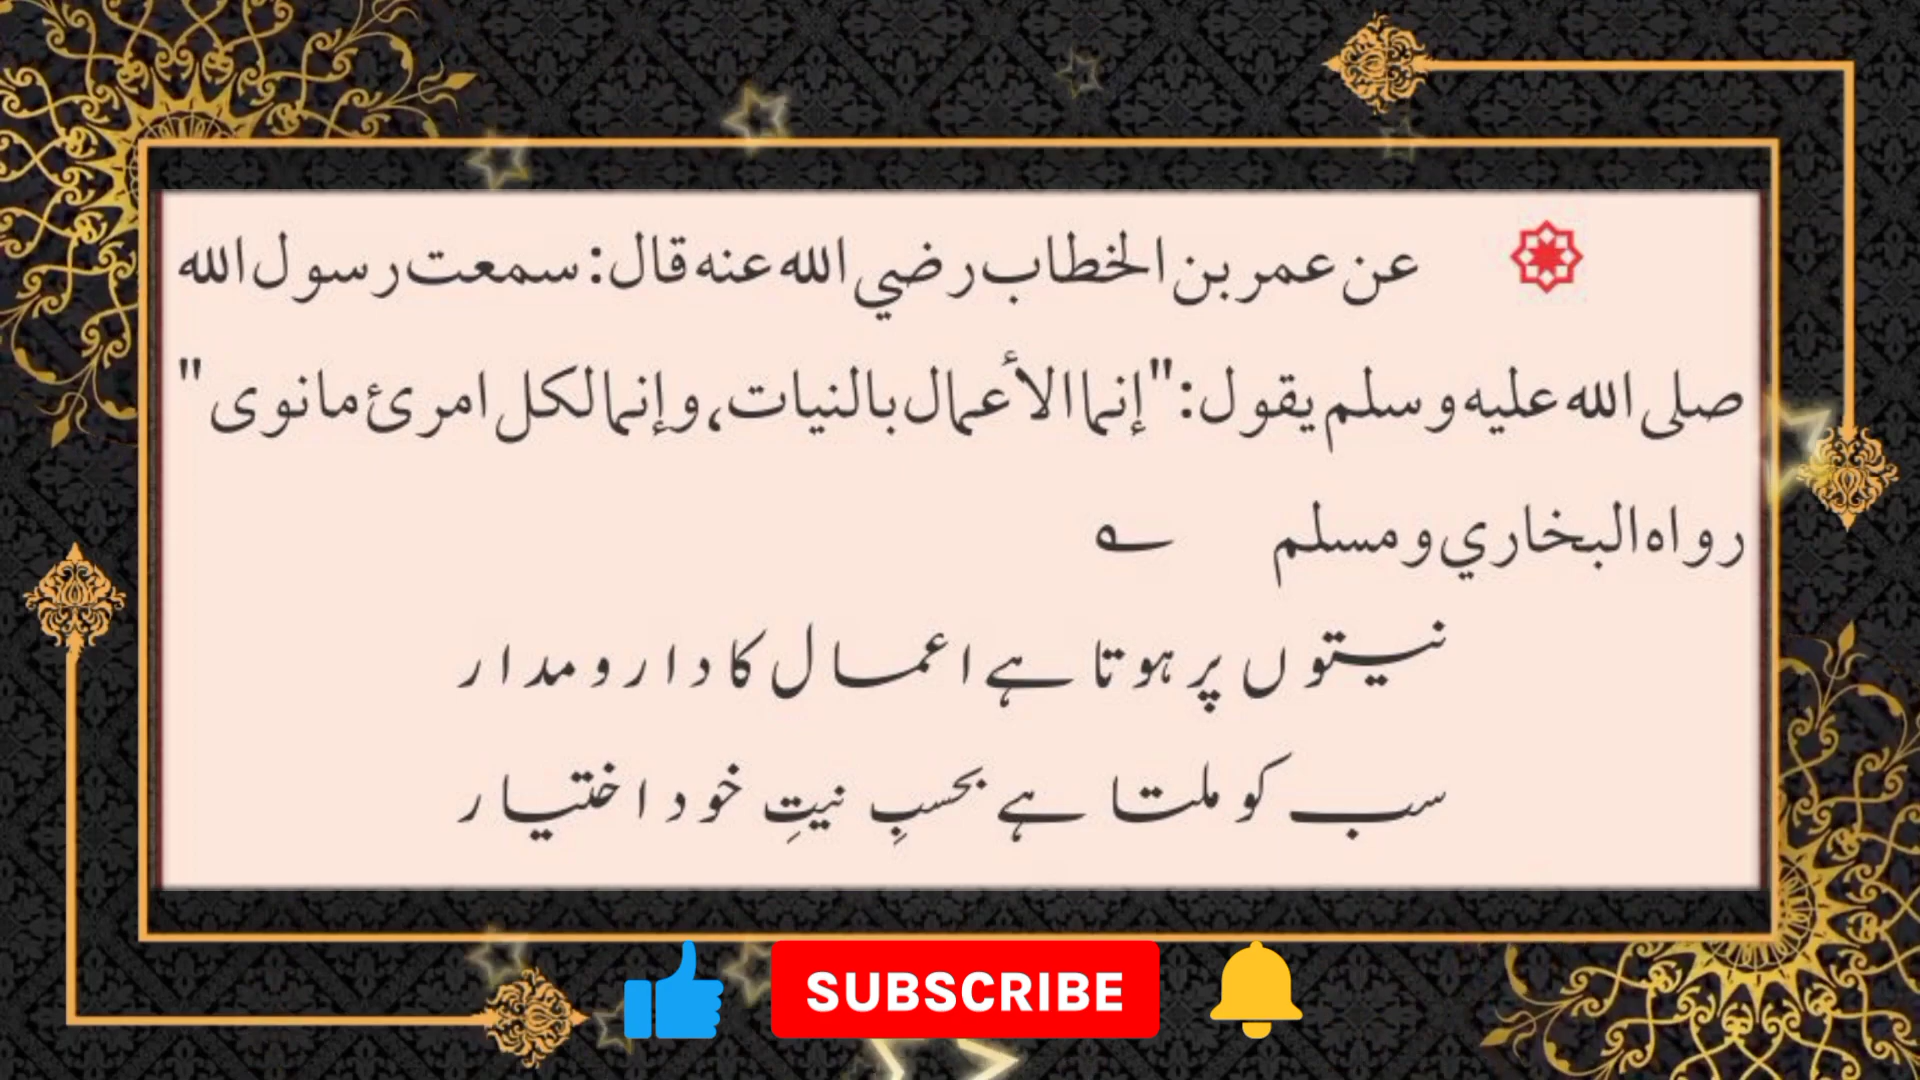 عن عمر بن الخطاب رضي الله عنه قال: سمعت رسول الله
صلى الله عليه وسلم يقول: "إنما الأعمال بالنيات، وإنما لكل امرئ ما نوى"
رواه البخاري ومسلم ؎
نیتوں پر ہوتا ہے اعمال کا دارومدار
سب کو ملتا ہے بحسبِ نیتِ خود اختیار
SUBSCRIBE